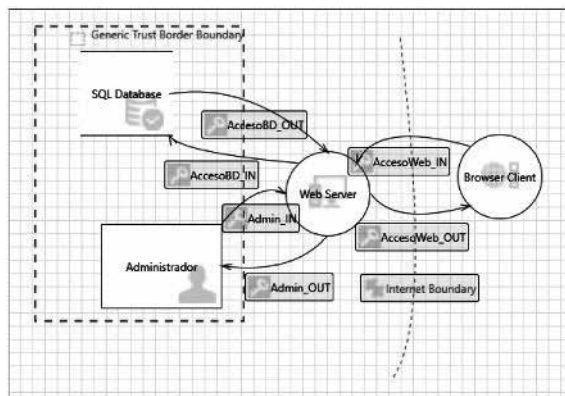 Generic Trust Border Boundary
SQL Database
AccesoBD_OUT
AccesoWeb_IN
AccesoBD_IN
Browser Client
Web Server
Admin_IN
AccesoWeb_OUT
Administrador
Admin_OUT
Internet Boundary